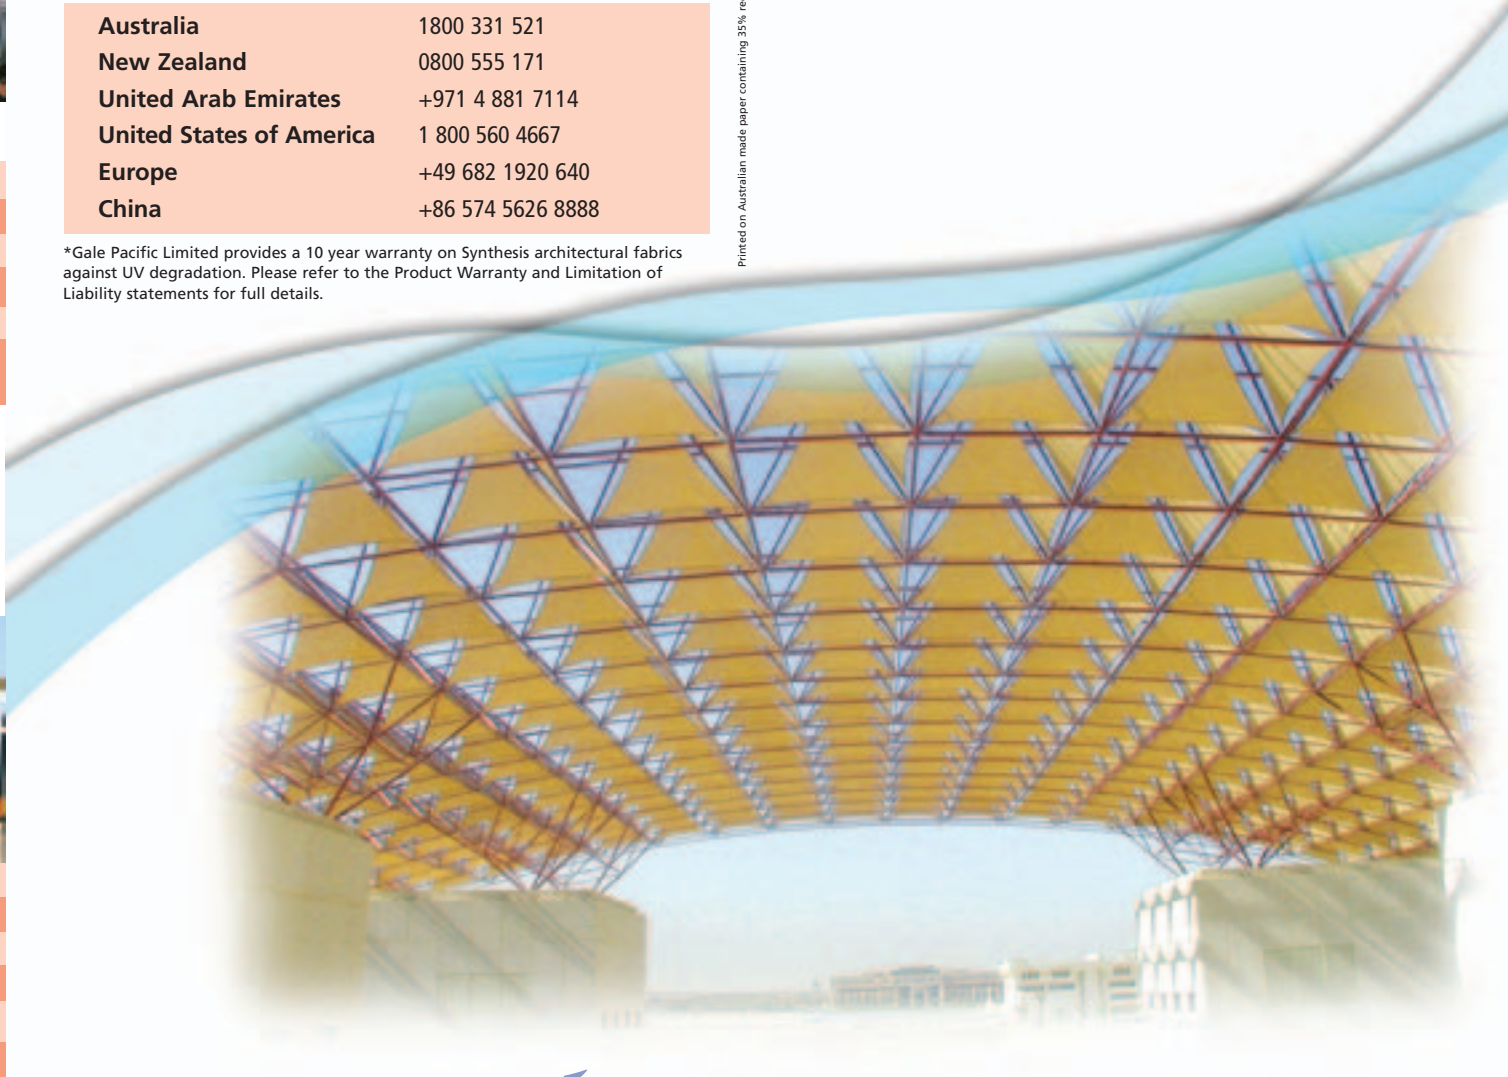 Australia 1800 331 521
New Zealand 0800 555 171
United Arab Emirates +971 4 881 7114
United States of America 1 800 560 4667
Europe +49 682 1920 640
China +86 574 5626 8888
*Gale Pacific Limited provides a 10 year warranty on Synthesis architectural fabrics
against UV degradation. Please refer to the Product Warranty and Limitation of
Liability statements for full details.
Printed on Australian made paper containing 35%